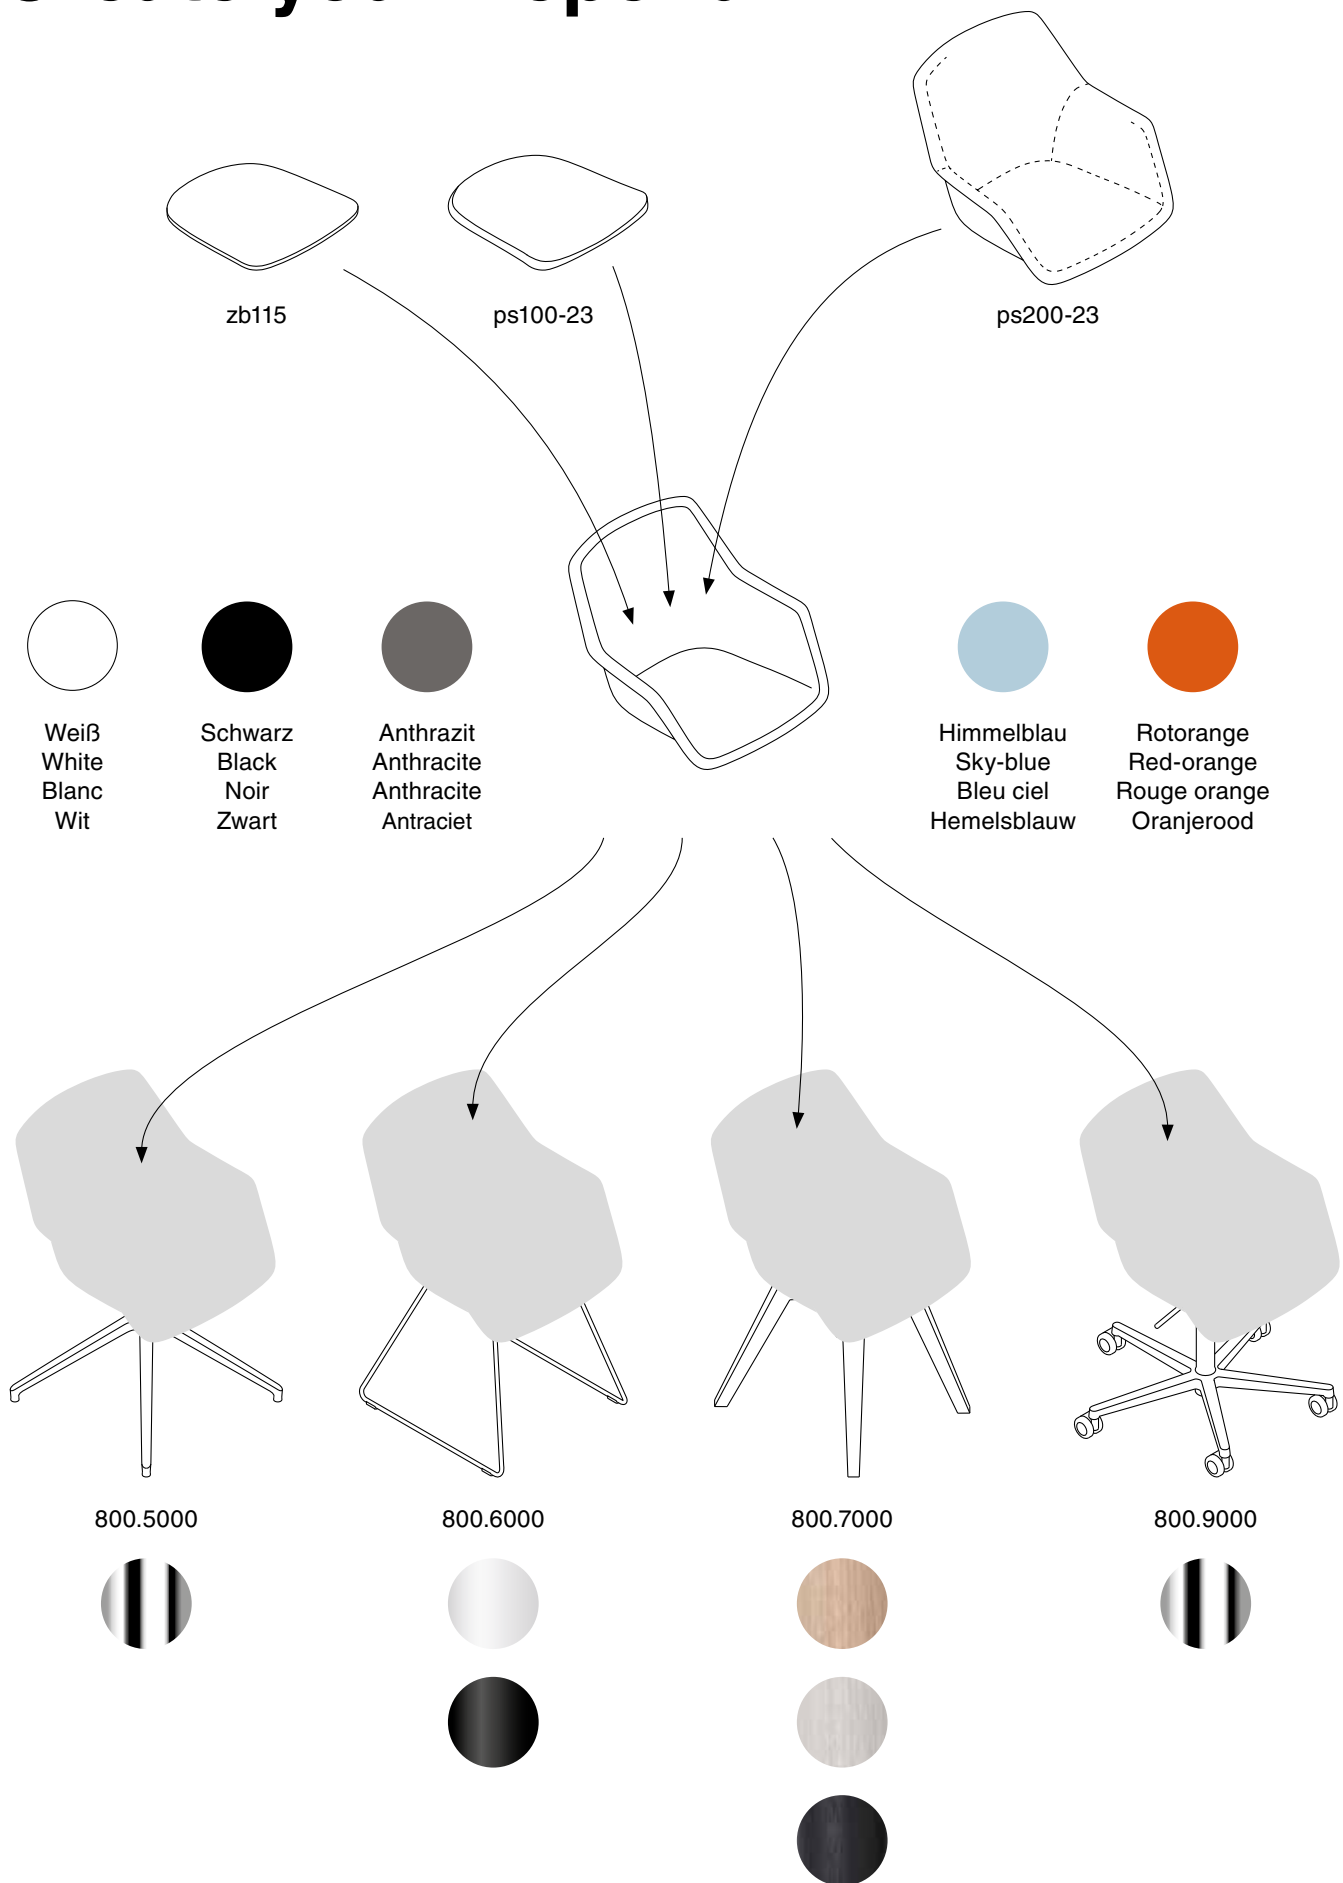 zb115
ps100-23
ps200-23
Weiß
White
Blanc
Wit
Schwarz
Black
Noir
Zwart
Anthrazit
Anthracite
Anthracite
Antraciet
Himmelblau
Sky-blue
Bleu ciel
Hemelsblauw
Rotorange
Red-orange
Rouge orange
Oranjerood
800.5000
800.6000
800.7000
800.9000